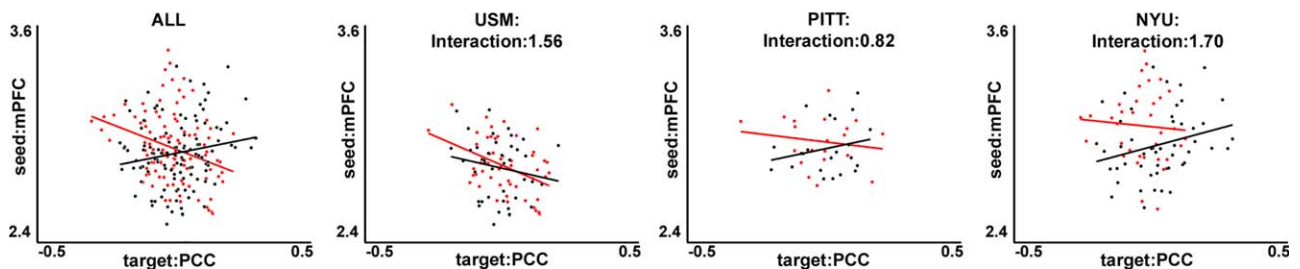 ALL
3.6
seed:mPFC
2.4
-0.5
0.5
target:PCC
USM:
Interaction:1.56
3.6
seed:mPFC
2.4
-0.5
0.5
target:PCC
PITT:
Interaction:0.82
3.6
seed:mPFC
2.4
-0.5
0.5
target:PCC
NYU:
Interaction:1.70
3.6
seed:mPFC
2.4
-0.5
0.5
target:PCC